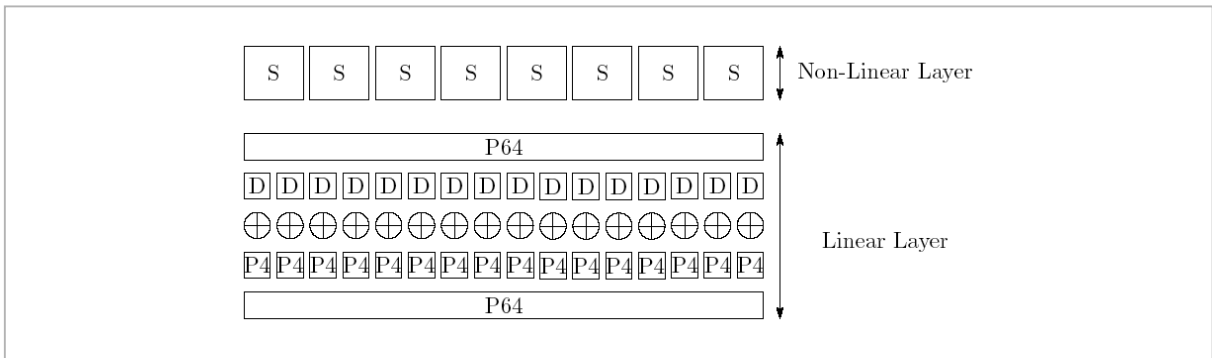 S S S S S S S S
Non-Linear Layer
P64
D D D D D D D D D D D D D D D D
Linear Layer
P4 P4 P4 P4 P4 P4 P4 P4 P4 P4 P4 P4 P4 P4 P4 P4
P64